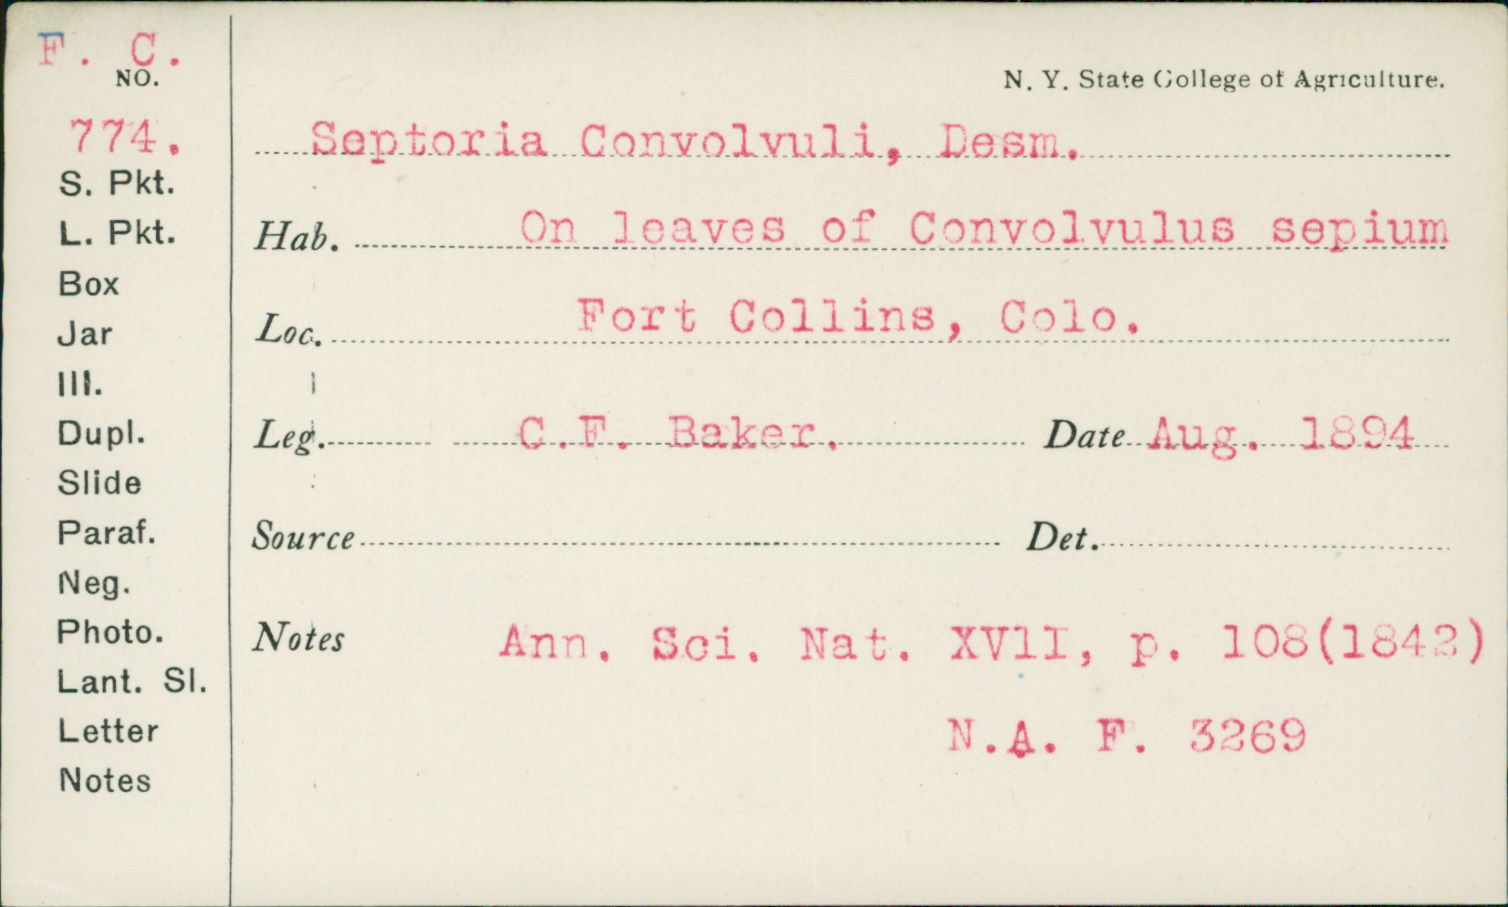 F. C.
NO.
774.
S. Pkt.
L. Pkt.
Box
Jar
Ill.
Dupl.
Slide
Paraf.
Neg.
Photo.
Lant. Sl.
Letter
Notes
N. Y. State College of Agriculture.
Septoria Convolvuli, Desm.
Hab. On leaves of Convolvulus sepium
Loc. Fort Collins, Colo.
Leg. C.F. Baker. Date Aug. 1894
Source Det.
Notes Ann. Sci. Nat. XVlI, p. 108(1842)
N.A. F. 3269